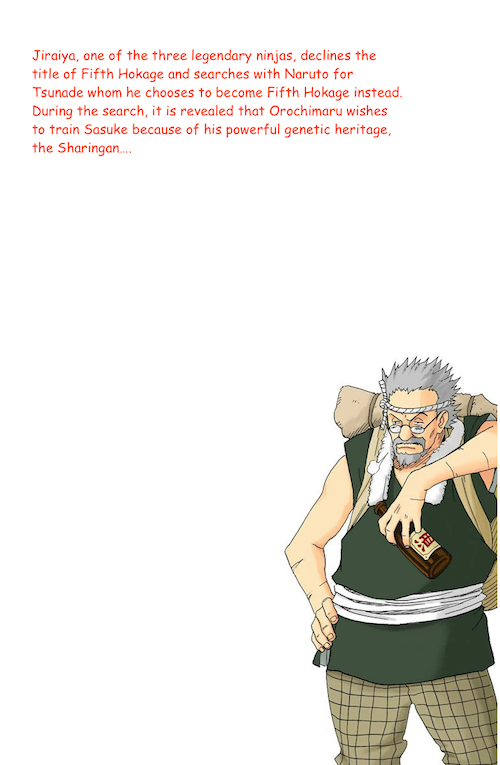 Jiraiya, one of the three legendary ninjas, declines the
title of Fifth Hokage and searches with Naruto for
Tsunade whom he chooses to become Fifth Hokage instead.
During the search, it is revealed that Orochimaru wishes
to train Sasuke because of his powerful genetic heritage,
the Sharingan....
酒